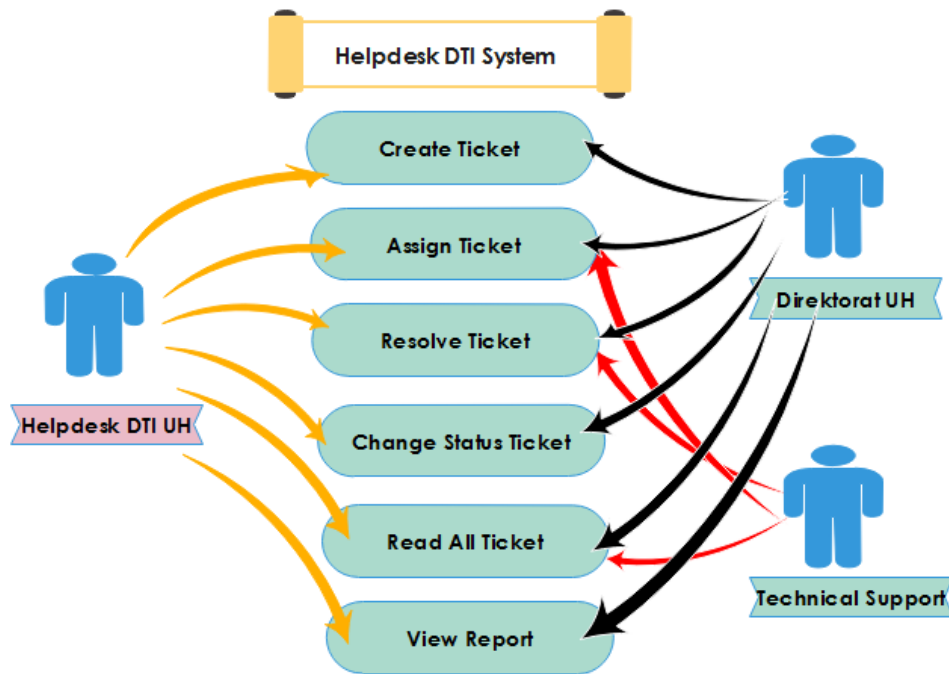 Helpdesk DTI System
Create Ticket
Assign Ticket
Direktorat UH
Resolve Ticket
Helpdesk DTI UH
Change Status Ticket
Read All Ticket
Technical Support
View Report